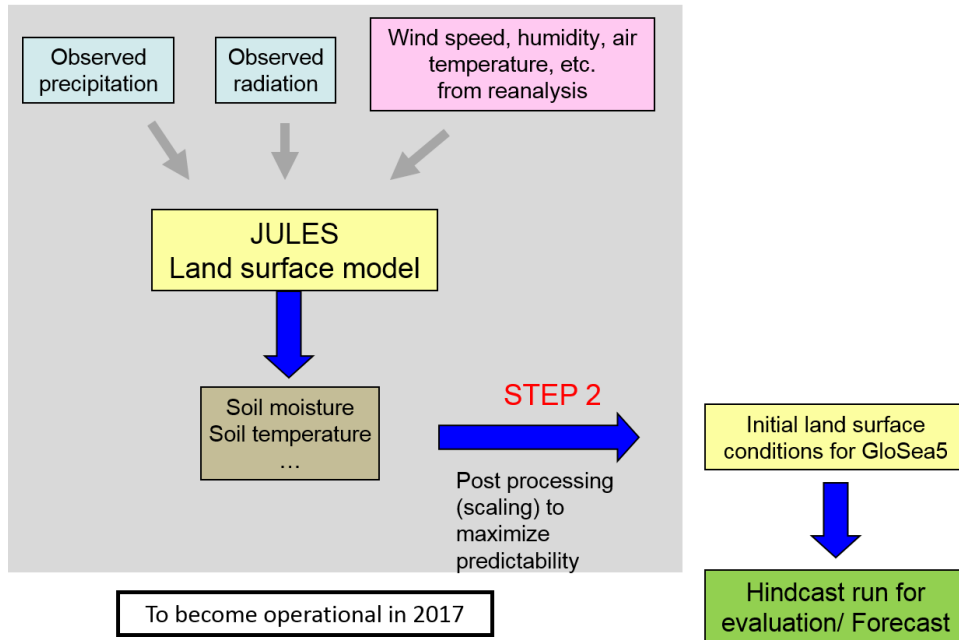 Observed
precipitation
Observed
radiation
Wind speed, humidity, air
temperature, etc.
from reanalysis
JULES
Land surface model
Soil moisture
Soil temperature
…
STEP 2
Post processing
(scaling) to
maximize
predictability
Initial land surface
conditions for GloSea5
Hindcast run for
evaluation/ Forecast
To become operational in 2017